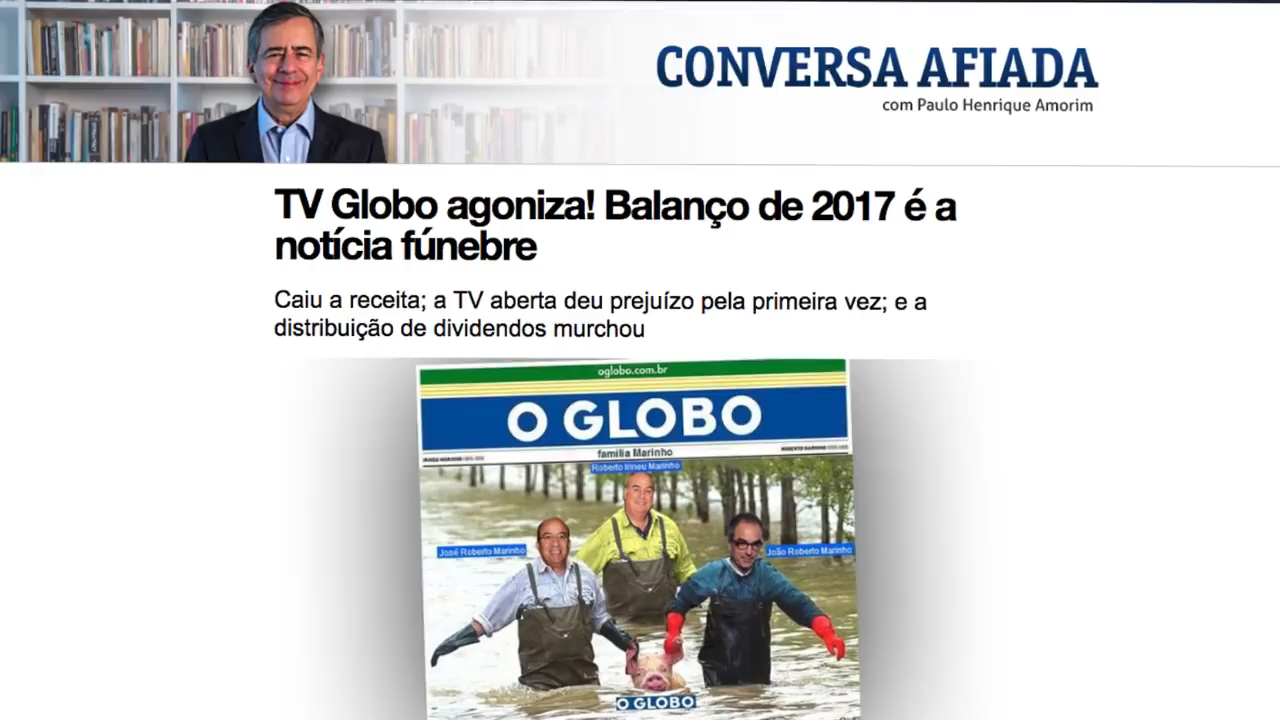 CONVERSA AFIADA
com Paulo Henrique Amorim
TV Globo agoniza! Balanço de 2017 é a
notícia fúnebre
Caiu a receita; a TV aberta deu prejuízo pela primeira vez; e a
distribuição de dividendos murchou
oglobo.com.br
O GLOBO
família Marinho
Roberto Irineu Marinho
José Roberto Marinho
João Roberto Marinho
O GLOBO